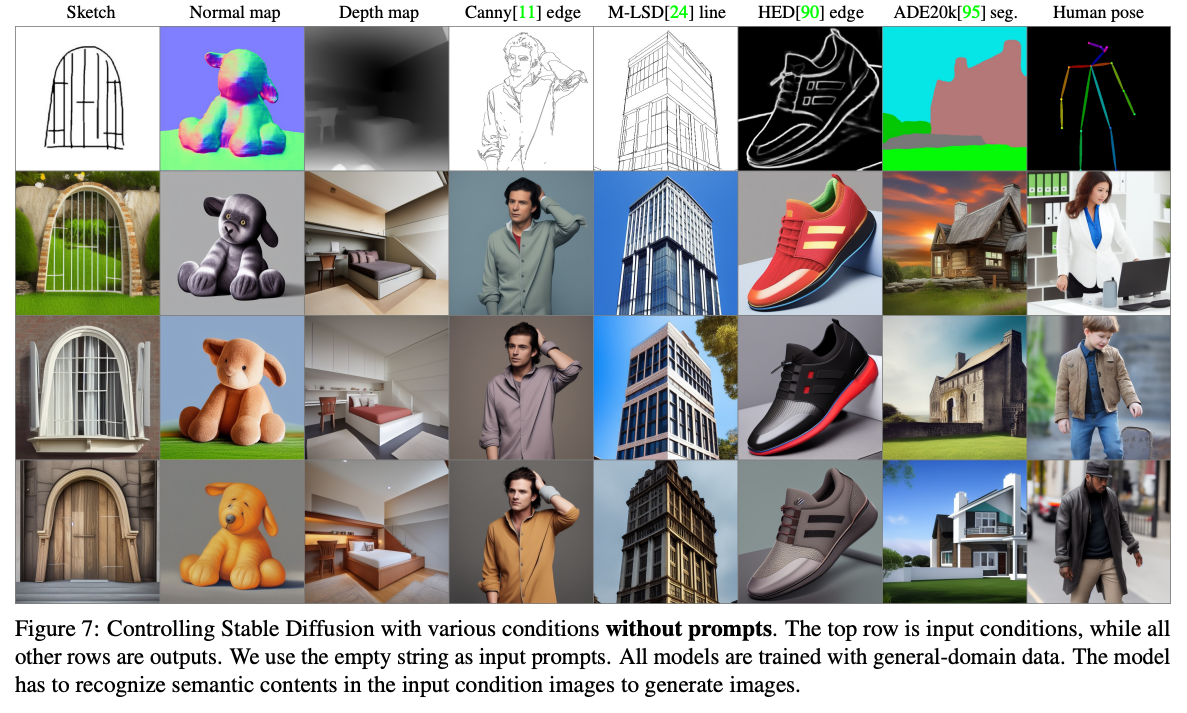 Sketch
Normal map
Depth map
Canny[11] edge
M-LSD[24] line
HED[90] edge
ADE20k[95] seg.
Human pose
Figure 7: Controlling Stable Diffusion with various conditions without prompts. The top row is input conditions, while all
other rows are outputs. We use the empty string as input prompts. All models are trained with general-domain data. The model
has to recognize semantic contents in the input condition images to generate images.